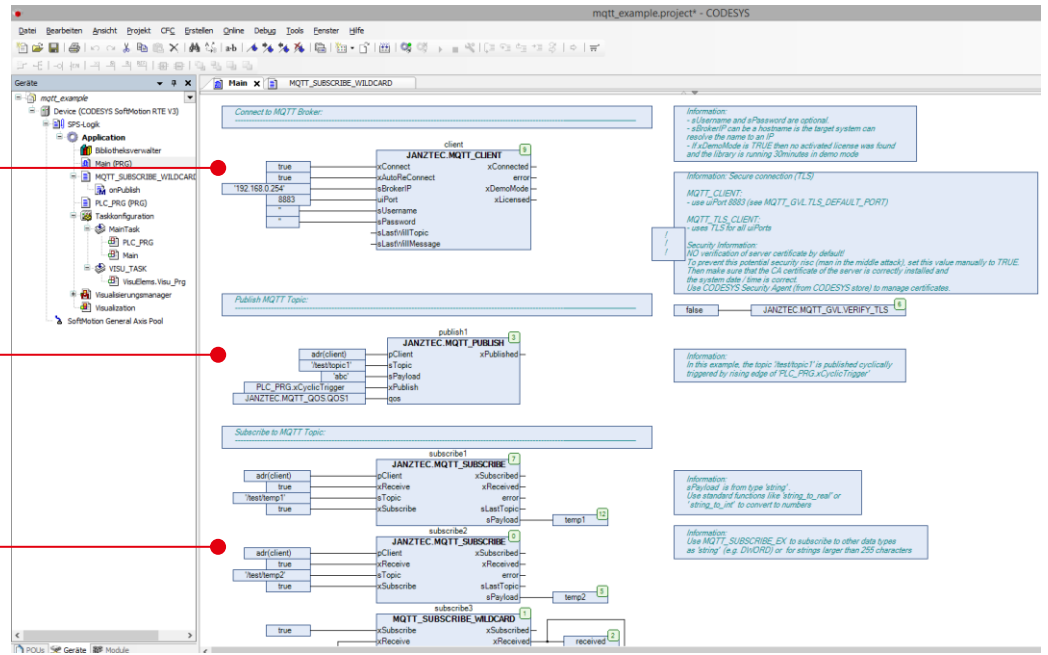 mqtt_example.project* - CODESYS
Datei Bearbeiten Ansicht Projekt CFC Erstellen Online Debug Tools Fenster Hilfe
Geräte
mqtt_example
Device (CODESYS SoftMotion RTE V3)
SPS-Logik
Application
Bibliotheksverwalter
Main (PRG)
MQTT_SUBSCRIBE_WILDCARD
onPublish
PLC_PRG (PRG)
Taskkonfiguration
MainTask
PLC_PRG
Main
VISU_TASK
VisuElems.Visu_Prg
Visualisierungsmanager
Visualization
SoftMotion General Axis Pool
POUs Geräte Module
Main MQTT_SUBSCRIBE_WILDCARD
Connect to MQTT Broker:
client
JANZTEC.MQTT_CLIENT 9
true xConnect xConnected
true xAutoReConnect error
'192.168.0.254' sBrokerIP xDemoMode
8883 uiPort xLicensed
'' sUsername
'' sPassword
sLastWillTopic
sLastWillMessage
Information:
- sUsername and sPassword are optional.
- sBrokerIP can be a hostname is the target system can
resolve the name to an IP
- If xDemoMode is TRUE then no activated license was found
and the library is running 30minutes in demo mode
Information: Secure connection (TLS)
MQTT_CLIENT:
- use uiPort 8883 (see MQTT_GVL.TLS_DEFAULT_PORT)
MQTT_TLS_CLIENT:
- uses TLS for all uiPorts
Security Information:
NO verification of server certificate by default!
To prevent this potential security risc (man in the middle attack), set this value manually to TRUE.
Then make sure that the CA certificate of the server is correctly installed and
the system date / time is correct.
Use CODESYS Security Agent (from CODESYS store) to manage certificates.
/
/
/
false JANZTEC.MQTT_GVL.VERIFY_TLS 6
Publish MQTT Topic:
publish1
JANZTEC.MQTT_PUBLISH 3
adr(client) pClient xPublished
'/test/topic1' sTopic
'abc' sPayload
PLC_PRG.xCyclicTrigger xPublish
JANZTEC.MQTT_QOS.QOS1 qos
Information:
In this example, the topic '/test/topic1' is published cyclically
triggered by rising edge of 'PLC_PRG.xCyclicTrigger'
Subscribe to MQTT Topic:
subscribe1
JANZTEC.MQTT_SUBSCRIBE 7
adr(client) pClient xSubscribed
true xReceive xReceived
'/test/temp1' sTopic error
true xSubscribe sLastTopic
sPayload temp1 12
Information:
sPayload is from type 'string'.
Use standard functions like 'string_to_real' or
'string_to_int' to convert to numbers
subscribe2
JANZTEC.MQTT_SUBSCRIBE 0
adr(client) pClient xSubscribed
true xReceive xReceived
'/test/temp2' sTopic error
true xSubscribe sLastTopic
sPayload temp2 5
Information:
Use MQTT_SUBSCRIBE_EX to subscribe to other data types
as 'string' (e.g. DWORD) or for strings larger than 255 characters
subscribe3
MQTT_SUBSCRIBE_WILDCARD 1
true xSubscribe xSubscribed
xReceive xReceived received 2